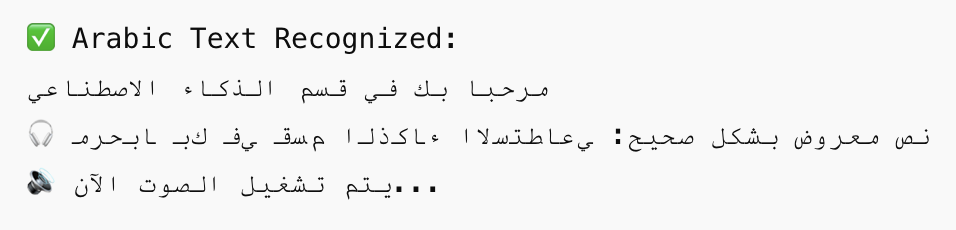 ✅ Arabic Text Recognized:
مرحبا بك في قسم الذكاء الاصطناعي
🎧 نص معروض بشكل صحيح: يعاطتسلاا ءاكذلا مسق يف كب ابحرم
🔊 يتم تشغيل الصوت الآن...